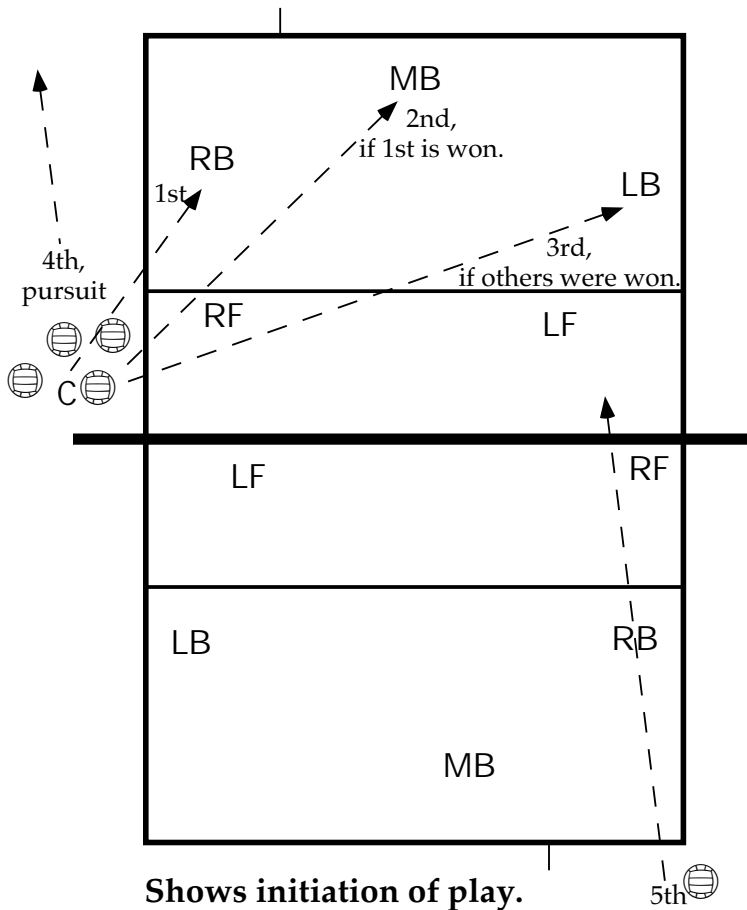 MB
2nd,
if 1st is won.
RB
1st
LB
3rd,
if others were won.
4th,
pursuit
RF
LF
C
LF
RF
LB
RB
MB
Shows initiation of play.
5th